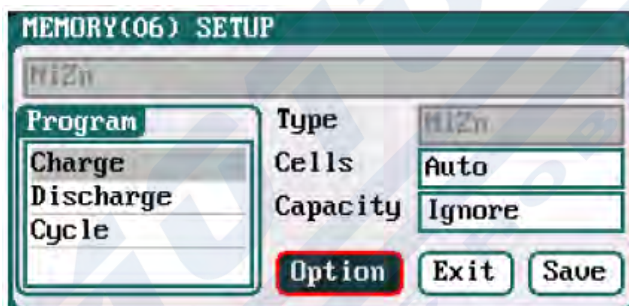 MEMORY(06) SETUP
NiZn
Program
Charge
Discharge
Cycle
Type NiZn
Cells Auto
Capacity Ignore
Option Exit Save